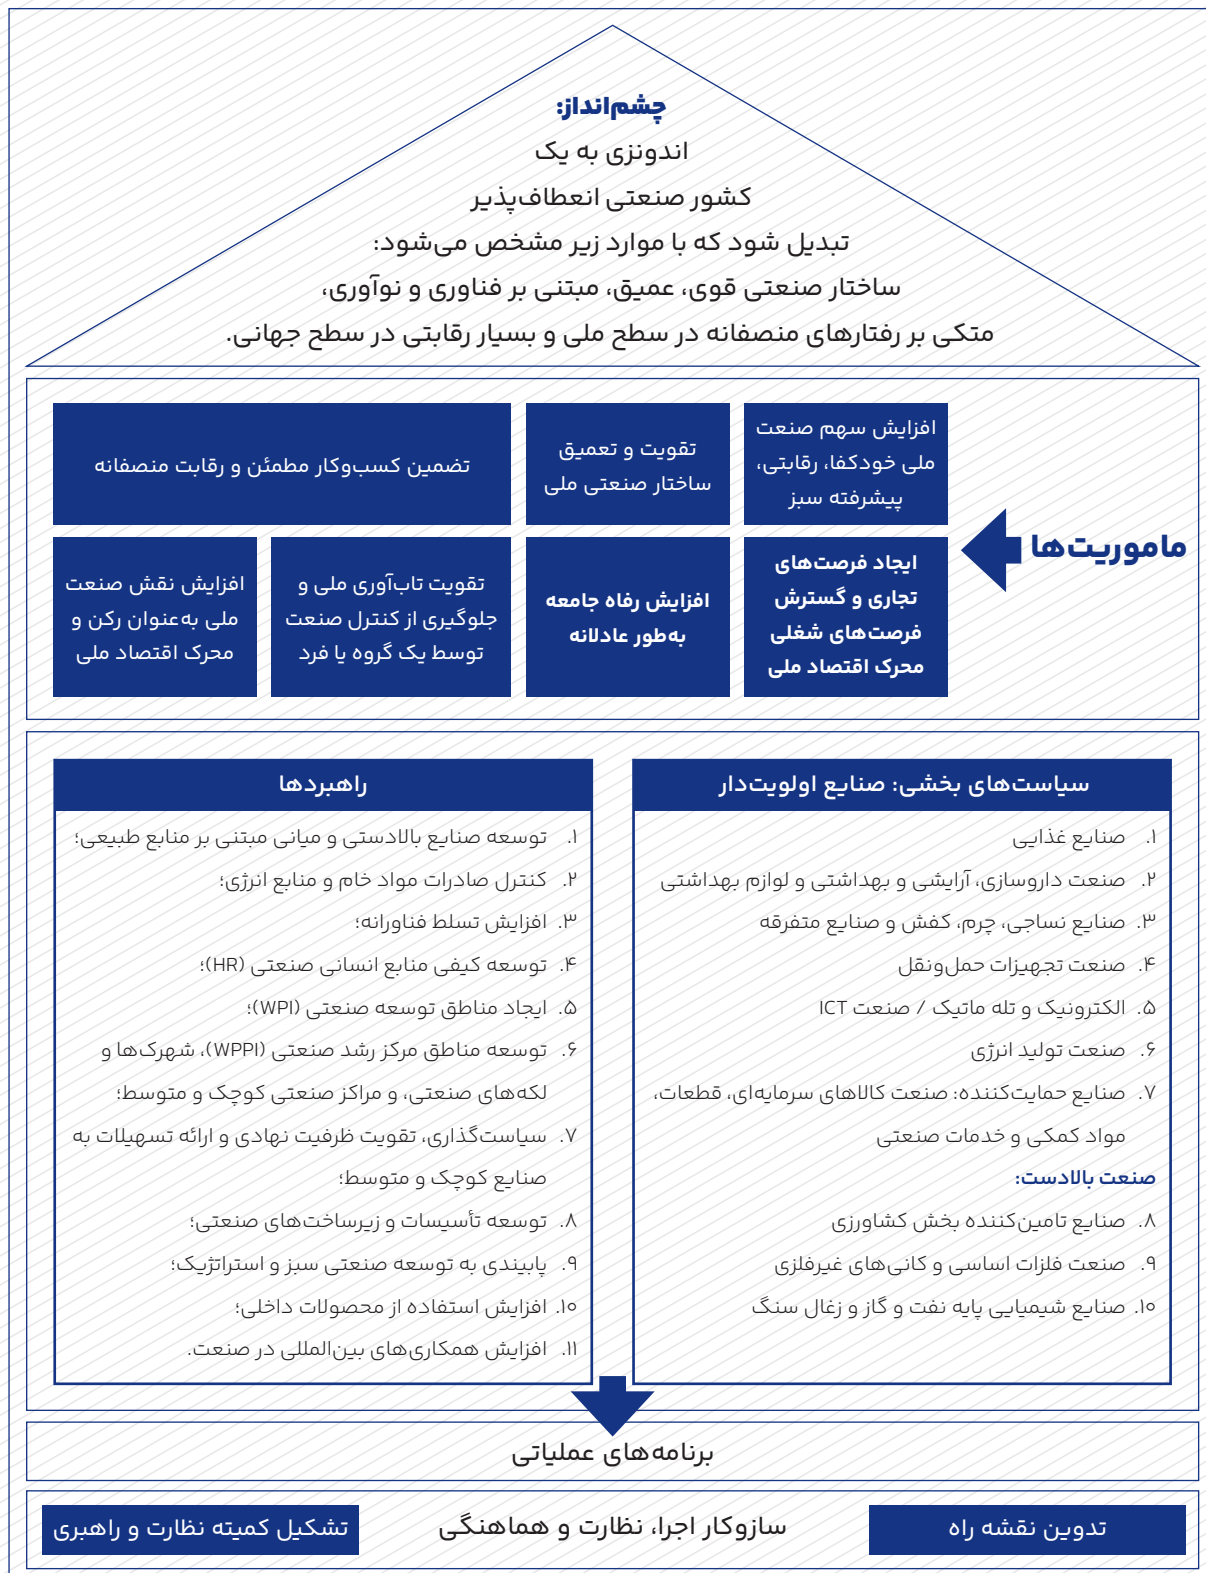 چشم‌انداز:
اندونزی به یک
کشور صنعتی انعطاف‌پذیر
تبدیل شود که با موارد زیر مشخص می‌شود:
ساختار صنعتی قوی، عمیق، مبتنی بر فناوری و نوآوری،
متکی بر رفتارهای منصفانه در سطح ملی و بسیار رقابتی در سطح جهانی.
ماموریت‌ها
افزایش سهم صنعت
ملی خودکفا، رقابتی،
پیشرفته سبز
تقویت و تعمیق
ساختار صنعتی ملی
تضمین کسب‌وکار مطمئن و رقابت منصفانه
ایجاد فرصت‌های
تجاری و گسترش
فرصت‌های شغلی
محرک اقتصاد ملی
افزایش رفاه جامعه
به‌طور عادلانه
تقویت تاب‌آوری ملی و
جلوگیری از کنترل صنعت
توسط یک گروه یا فرد
افزایش نقش صنعت
ملی به‌عنوان رکن و
محرک اقتصاد ملی
سیاست‌های بخشی: صنایع اولویت‌دار
۱. صنایع غذایی
۲. صنعت داروسازی، آرایشی و بهداشتی و لوازم بهداشتی
۳. صنایع نساجی، چرم، کفش و صنایع متفرقه
۴. صنعت تجهیزات حمل‌ونقل
۵. الکترونیک و تله ماتیک / صنعت ICT
۶. صنعت تولید انرژی
۷. صنایع حمایت‌کننده: صنعت کالاهای سرمایه‌ای، قطعات،
مواد کمکی و خدمات صنعتی
صنعت بالادست:
۸. صنایع تامین‌کننده بخش کشاورزی
۹. صنعت فلزات اساسی و کانی‌های غیرفلزی
۱۰. صنایع شیمیایی پایه نفت و گاز و زغال سنگ
راهبردها
۱. توسعه صنایع بالادستی و میانی مبتنی بر منابع طبیعی؛
۲. کنترل صادرات مواد خام و منابع انرژی؛
۳. افزایش تسلط فناورانه؛
۴. توسعه کیفی منابع انسانی صنعتی (HR)؛
۵. ایجاد مناطق توسعه صنعتی (WPI)؛
۶. توسعه مناطق مرکز رشد صنعتی (WPPI)، شهرک‌ها و
لکه‌های صنعتی، و مراکز صنعتی کوچک و متوسط؛
۷. سیاست‌گذاری، تقویت ظرفیت نهادی و ارائه تسهیلات به
صنایع کوچک و متوسط؛
۸. توسعه تأسیسات و زیرساخت‌های صنعتی؛
۹. پایبندی به توسعه صنعتی سبز و استراتژیک؛
۱۰. افزایش استفاده از محصولات داخلی؛
۱۱. افزایش همکاری‌های بین‌المللی در صنعت.
برنامه‌های عملیاتی
تدوین نقشه راه
سازوکار اجرا، نظارت و هماهنگی
تشکیل کمیته نظارت و راهبری